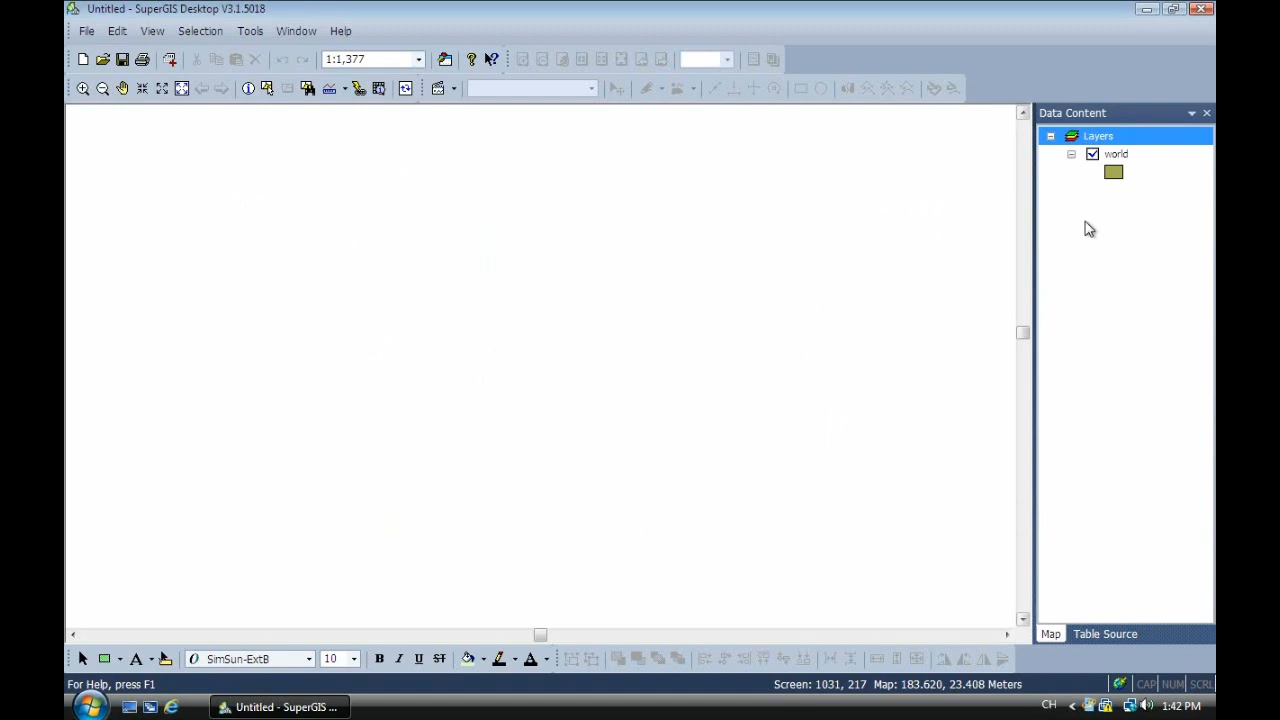 Untitled - SuperGIS Desktop V3.1.5018
File Edit View Selection Tools Window Help
1:1,377
Data Content
Layers
world
Map Table Source
A SimSun-ExtB 10 B I U ST A
For Help, press F1 Screen: 1031, 217 Map: 183.620, 23.408 Meters CAP NUM SCRL
Untitled - SuperGIS ... CH 1:42 PM